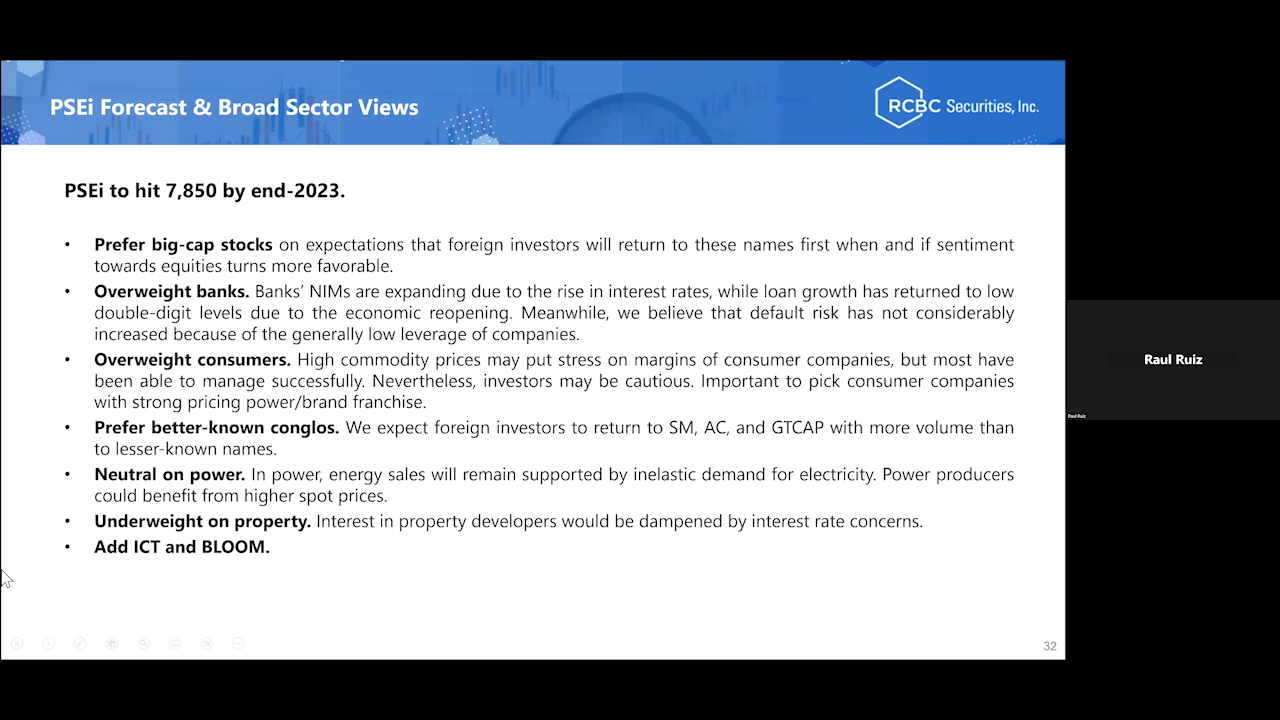 PSEi Forecast & Broad Sector Views
RCBC Securities, Inc.
PSEi to hit 7,850 by end-2023.
• Prefer big-cap stocks on expectations that foreign investors will return to these names first when and if sentiment
towards equities turns more favorable.
• Overweight banks. Banks’ NIMs are expanding due to the rise in interest rates, while loan growth has returned to low
double-digit levels due to the economic reopening. Meanwhile, we believe that default risk has not considerably
increased because of the generally low leverage of companies.
• Overweight consumers. High commodity prices may put stress on margins of consumer companies, but most have
been able to manage successfully. Nevertheless, investors may be cautious. Important to pick consumer companies
with strong pricing power/brand franchise.
• Prefer better-known conglos. We expect foreign investors to return to SM, AC, and GTCAP with more volume than
to lesser-known names.
• Neutral on power. In power, energy sales will remain supported by inelastic demand for electricity. Power producers
could benefit from higher spot prices.
• Underweight on property. Interest in property developers would be dampened by interest rate concerns.
• Add ICT and BLOOM.
32
Raul Ruiz
Raul Ruiz